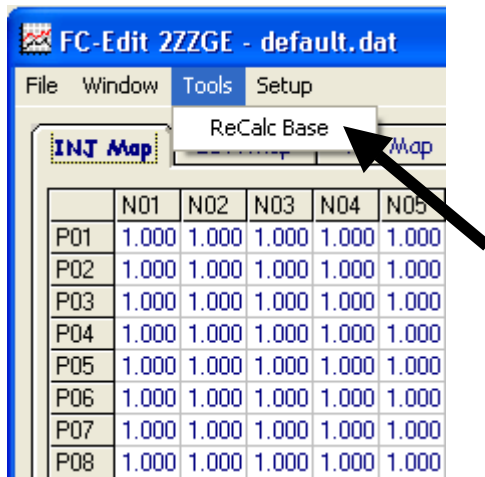 FC-Edit 2ZZGE - default.dat
File Window Tools Setup
ReCalc Base
INJ Map Map
N01 N02 N03 N04 N05
P01 1.000 1.000 1.000 1.000 1.000
P02 1.000 1.000 1.000 1.000 1.000
P03 1.000 1.000 1.000 1.000 1.000
P04 1.000 1.000 1.000 1.000 1.000
P05 1.000 1.000 1.000 1.000 1.000
P06 1.000 1.000 1.000 1.000 1.000
P07 1.000 1.000 1.000 1.000 1.000
P08 1.000 1.000 1.000 1.000 1.000